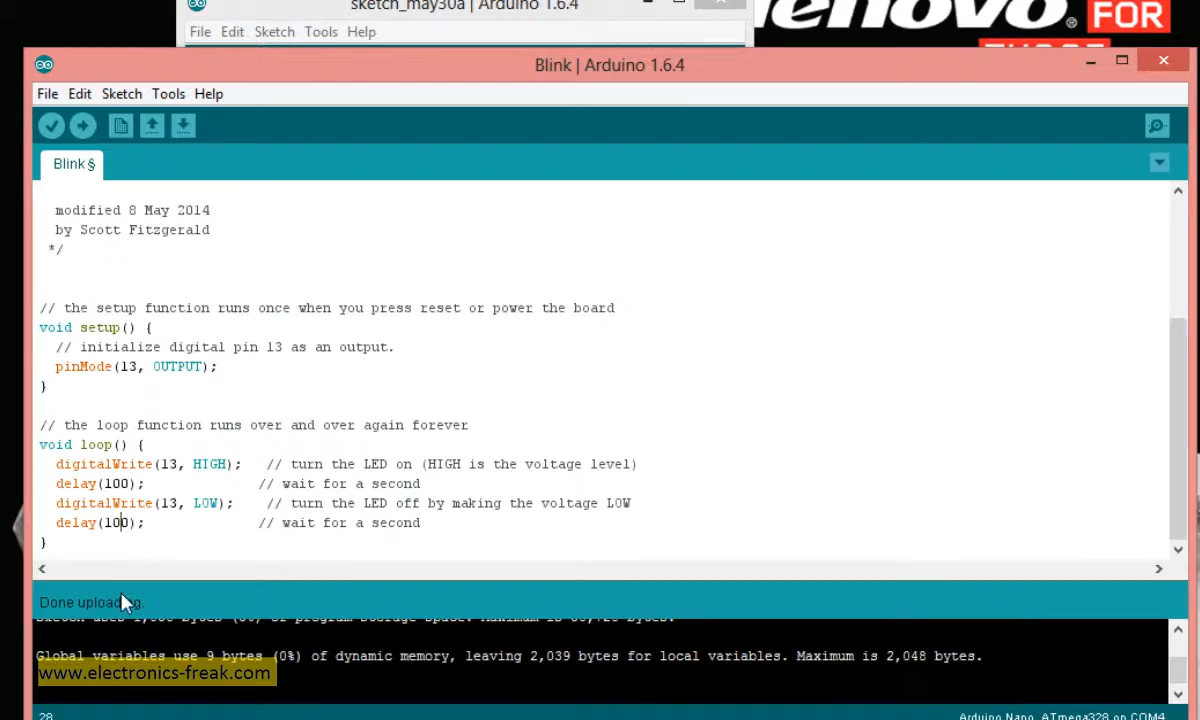 sketch_may30a | Arduino 1.6.4
File Edit Sketch Tools Help
lenovo ® FOR
Blink | Arduino 1.6.4
File Edit Sketch Tools Help
Blink §
modified 8 May 2014
by Scott Fitzgerald
*/
// the setup function runs once when you press reset or power the board
void setup() {
// initialize digital pin 13 as an output.
pinMode(13, OUTPUT);
}
// the loop function runs over and over again forever
void loop() {
digitalWrite(13, HIGH); // turn the LED on (HIGH is the voltage level)
delay(100); // wait for a second
digitalWrite(13, LOW); // turn the LED off by making the voltage LOW
delay(100); // wait for a second
}
Done uploading.
Global variables use 9 bytes (0%) of dynamic memory, leaving 2,039 bytes for local variables. Maximum is 2,048 bytes.
www.electronics-freak.com
28
Arduino Nano, ATmega328 on COM4